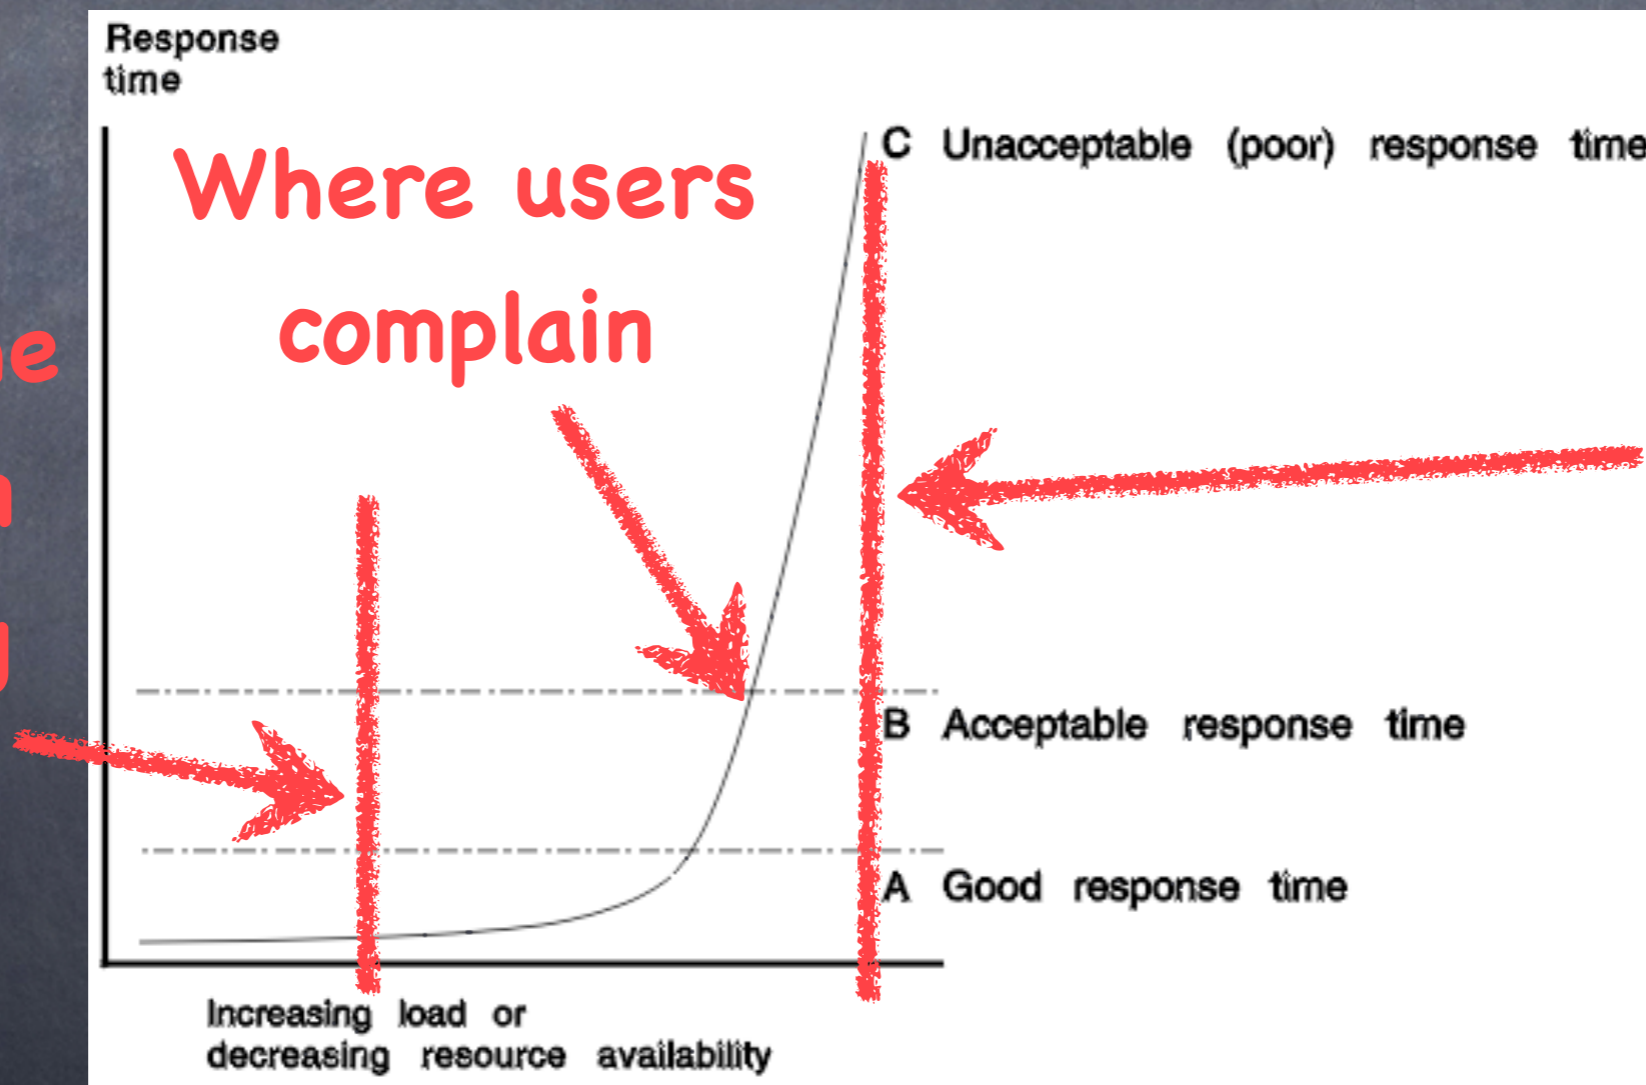 Response
time
C Unacceptable (poor) response time
Where users
complain
B Acceptable response time
A Good response time
Increasing load or
decreasing resource availability